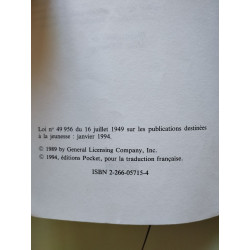 Loi n° 49 956 du 16 juillet 1949 sur les publications destinées
à la jeunesse : janvier 1994.
© 1989 by General Licensing Company, Inc.
© 1994, éditions Pocket, pour la traduction française.
ISBN 2-266-05715-4